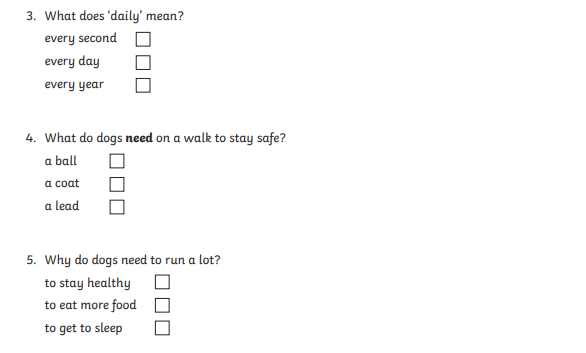 3. What does 'daily' mean?
every second
every day
every year
4. What do dogs need on a walk to stay safe?
a ball
a coat
a lead
5. Why do dogs need to run a lot?
to stay healthy
to eat more food
to get to sleep